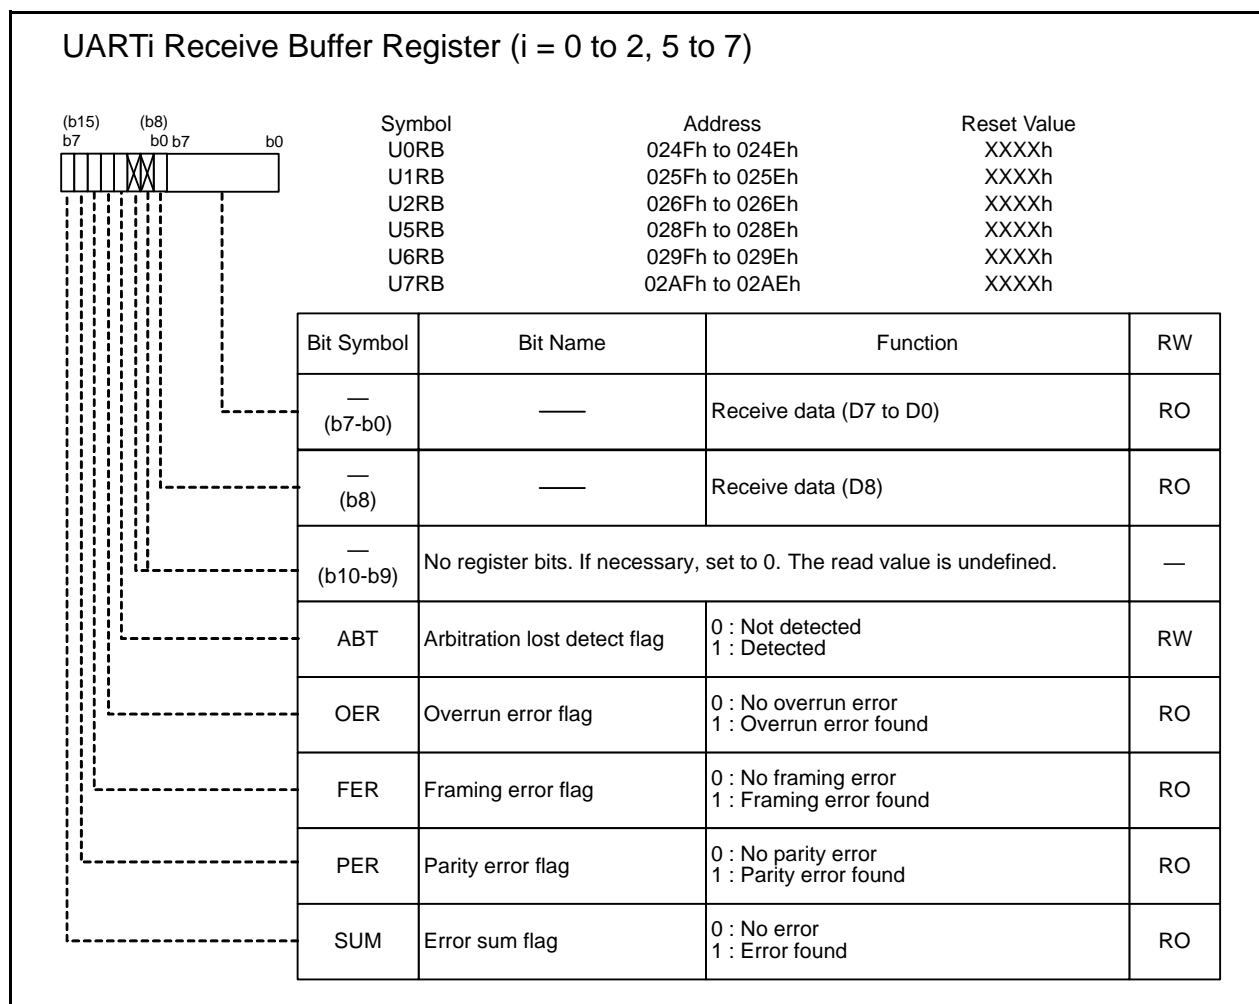 UARTi Receive Buffer Register (i = 0 to 2, 5 to 7)
(b15) (b8)
b7 b0 b7 b0
Symbol Address Reset Value
U0RB 024Fh to 024Eh XXXXh
U1RB 025Fh to 025Eh XXXXh
U2RB 026Fh to 026Eh XXXXh
U5RB 028Fh to 028Eh XXXXh
U6RB 029Fh to 029Eh XXXXh
U7RB 02AFh to 02AEh XXXXh
Bit Symbol Bit Name Function RW
—
(b7-b0) —— Receive data (D7 to D0) RO
—
(b8) —— Receive data (D8) RO
—
(b10-b9) No register bits. If necessary, set to 0. The read value is undefined. —
ABT Arbitration lost detect flag 0 : Not detected
1 : Detected RW
OER Overrun error flag 0 : No overrun error
1 : Overrun error found RO
FER Framing error flag 0 : No framing error
1 : Framing error found RO
PER Parity error flag 0 : No parity error
1 : Parity error found RO
SUM Error sum flag 0 : No error
1 : Error found RO